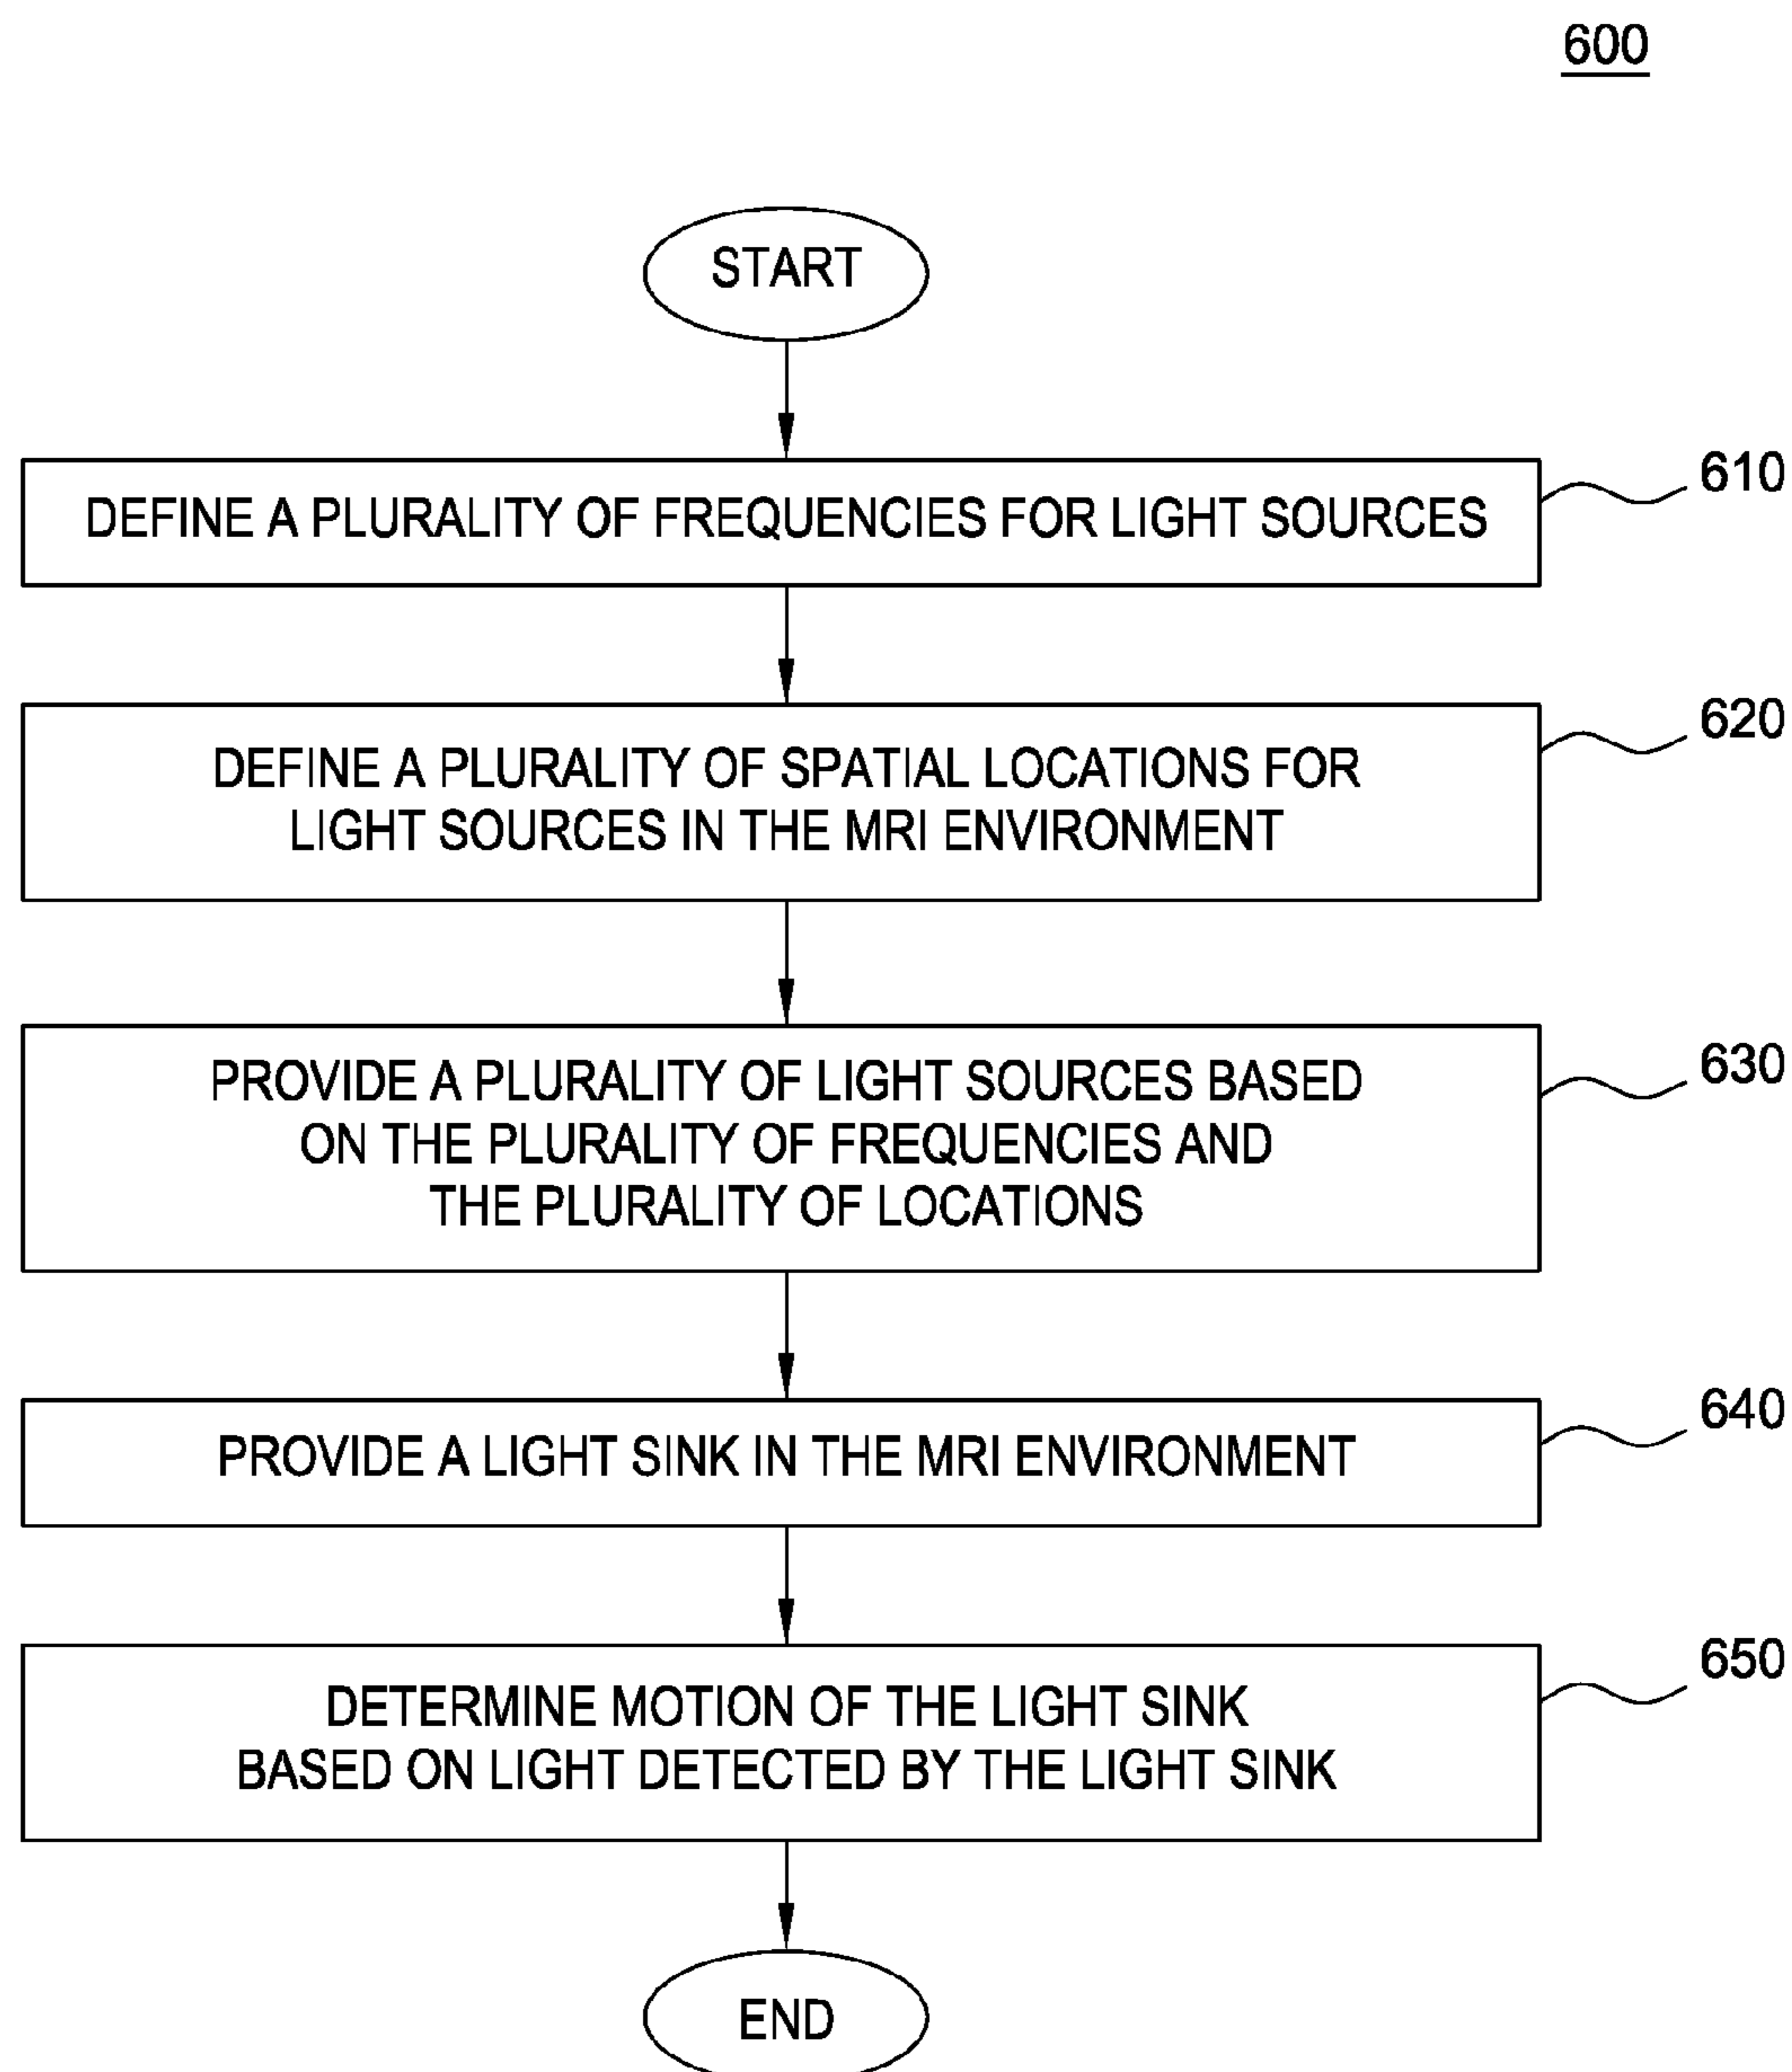 600
START
DEFINE A PLURALITY OF FREQUENCIES FOR LIGHT SOURCES
610
DEFINE A PLURALITY OF SPATIAL LOCATIONS FOR
LIGHT SOURCES IN THE MRI ENVIRONMENT
620
PROVIDE A PLURALITY OF LIGHT SOURCES BASED
ON THE PLURALITY OF FREQUENCIES AND
THE PLURALITY OF LOCATIONS
630
PROVIDE A LIGHT SINK IN THE MRI ENVIRONMENT
640
DETERMINE MOTION OF THE LIGHT SINK
BASED ON LIGHT DETECTED BY THE LIGHT SINK
650
END